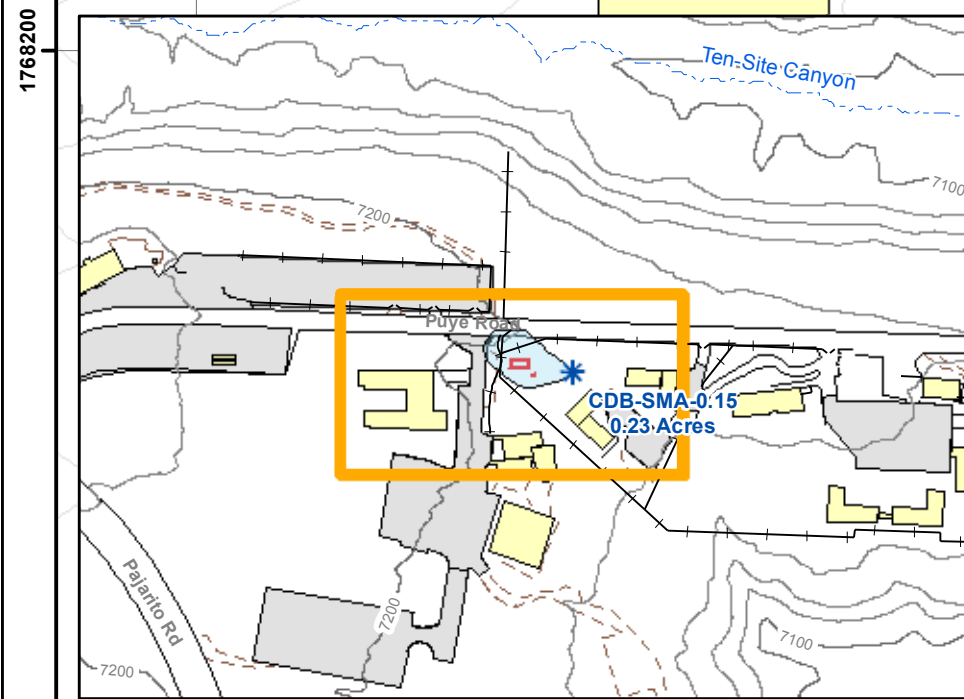 1768200
Ten-Site Canyon
7100
7200
Puye Road
CDB-SMA-0.15
0.23 Acres
Pajarito Rd
7200
7100
7200